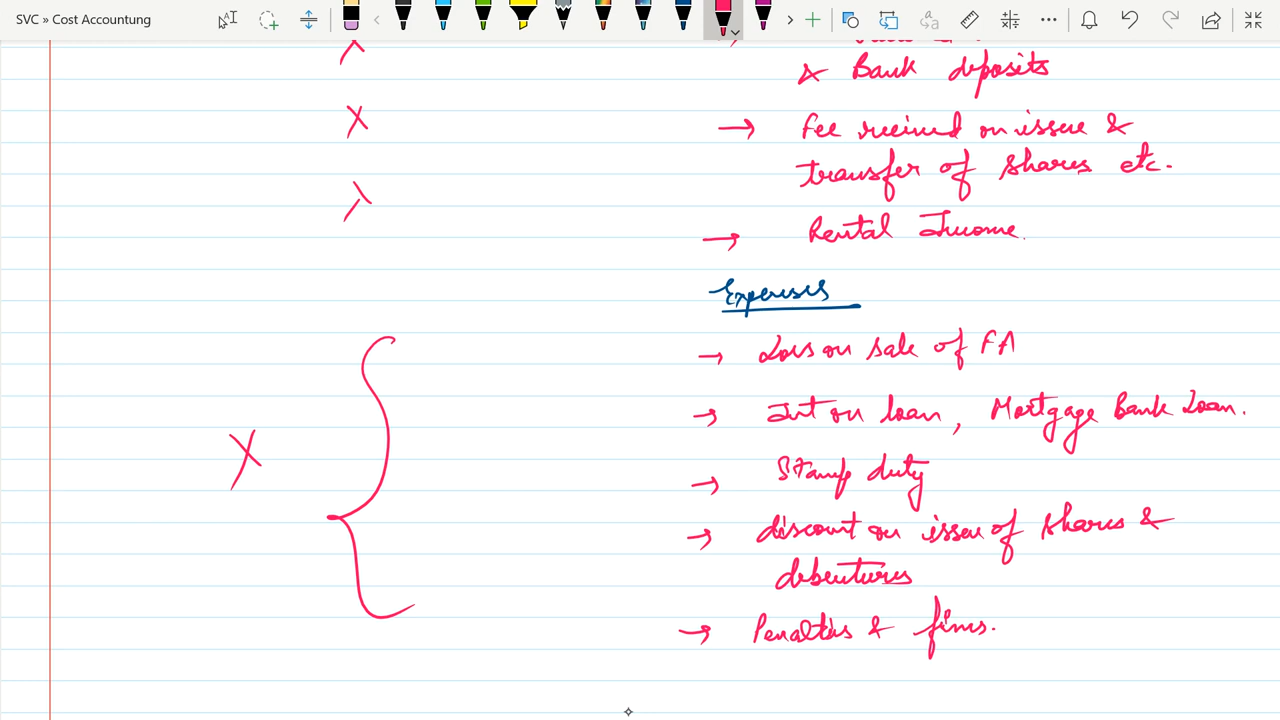 SVC » Cost Accountung
& Bank deposits
X
→ Fee received on issue &
transfer of shares etc.
X
→ Rental Income.
Expenses
→ Loss on sale of FA
→ Int on loan, Mortgage Bank Loan.
X
→ Stamp duty
→ discount on issue of shares &
debentures
→ Penalties & fines.